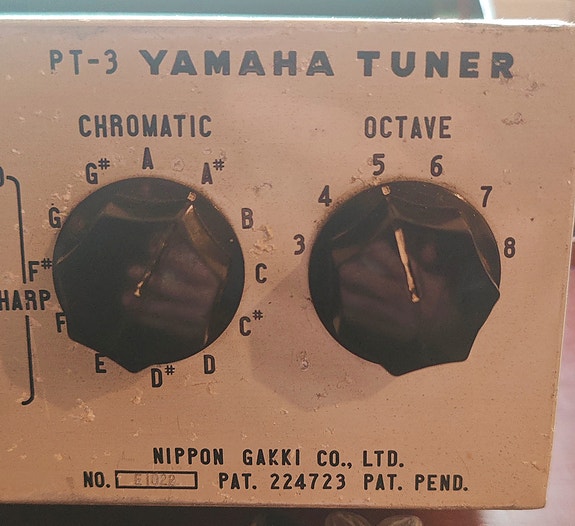 PT-3 YAMAHA TUNER
CHROMATIC
OCTAVE
A
G# A#
G B
F# C
F C#
E D
D#
5 6
4 7
3 8
HARP
NIPPON GAKKI CO., LTD.
NO. E1022 PAT. 224723 PAT. PEND.